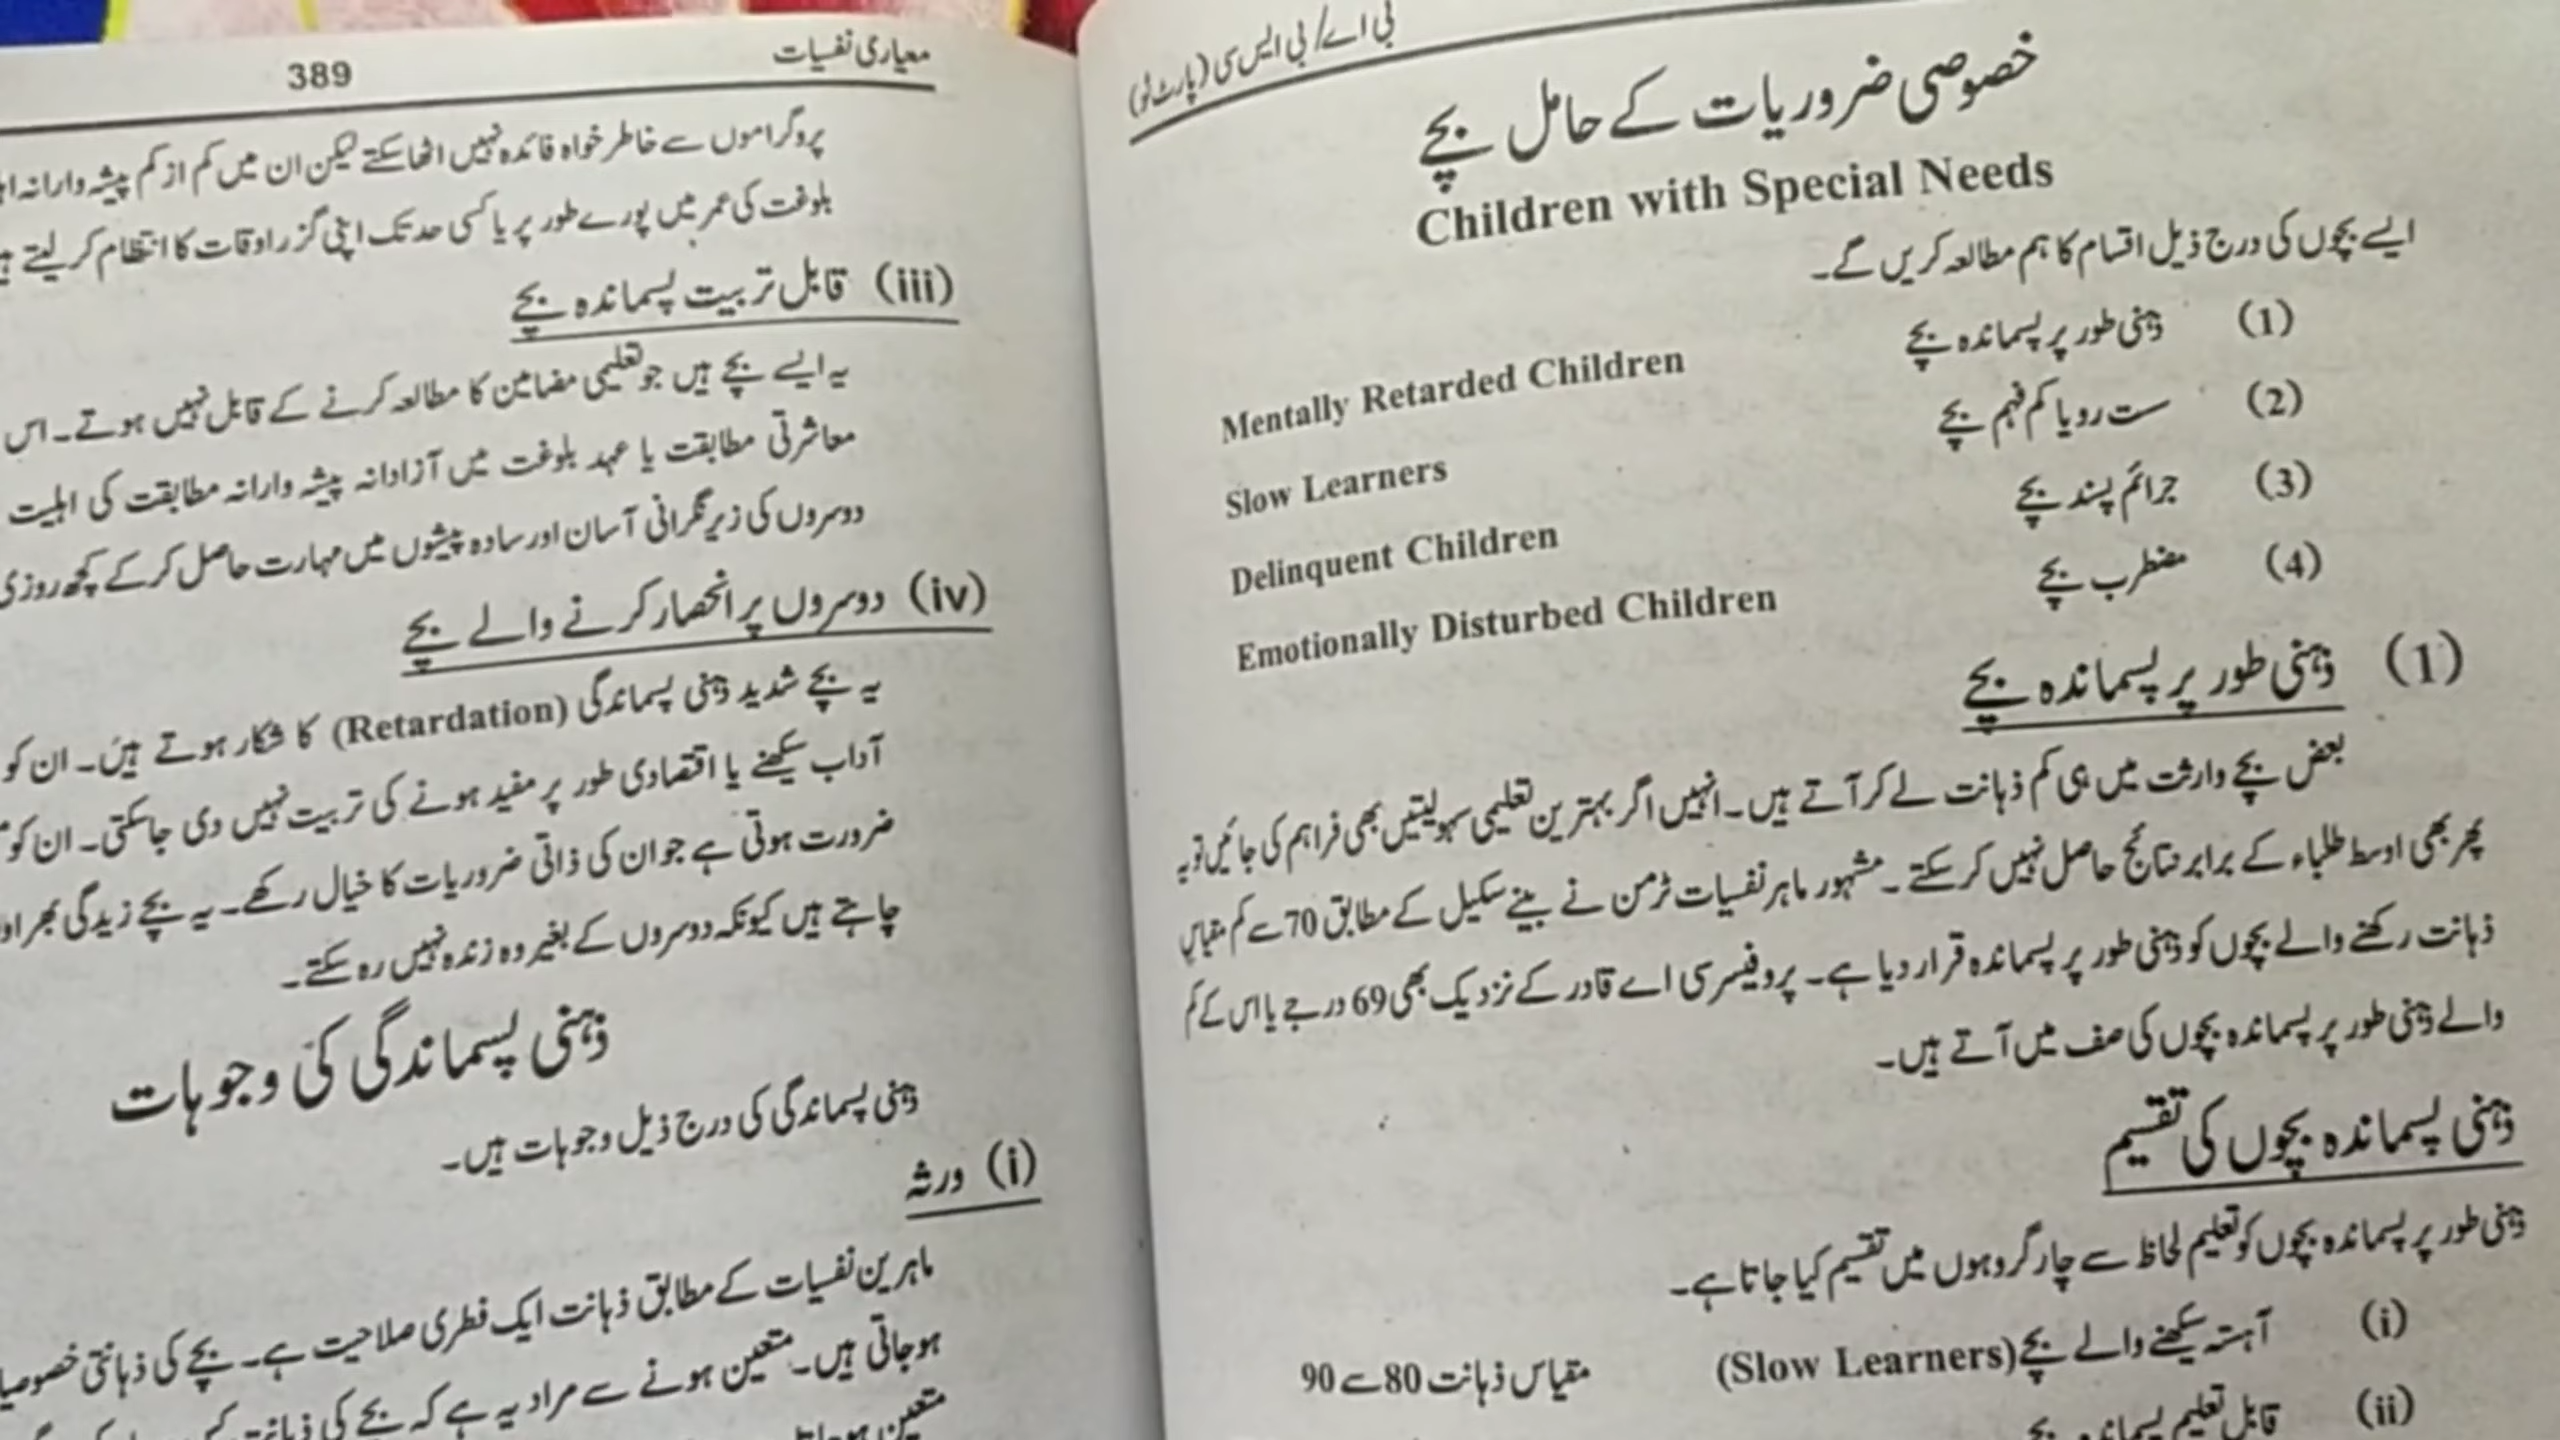 بی اے/ بی ایس سی (پارٹ ٹو)
خصوصی ضروریات کے حامل بچے
Children with Special Needs
ایسے بچوں کی درج ذیل اقسام کا ہم مطالعہ کریں گے۔
(1) ذہنی طور پر پسماندہ بچے Mentally Retarded Children
(2) ست رو یا کم فہم بچے Slow Learners
(3) جرائم پسند بچے Delinquent Children
(4) مضطرب بچے Emotionally Disturbed Children
(1) ذہنی طور پر پسماندہ بچے
بعض بچے وارثت میں ہی کم ذہانت لے کر آتے ہیں۔ انہیں اگر بہترین تعلیمی سہولیتیں بھی فراہم کی جائیں تو یہ
پھر بھی اوسط طلباء کے برابر نتائج حاصل نہیں کر سکتے۔ مشہور ماہر نفسیات ٹرمن نے بینے سکیل کے مطابق 70 سے کم مقیاس
ذہانت رکھنے والے بچوں کو ذہنی طور پر پسماندہ قرار دیا ہے۔ پروفیسر سی اے قادر کے نزدیک بھی 69 درجے یا اس کے کم
والے ذہنی طور پر پسماندہ بچوں کی صف میں آتے ہیں۔
ذہنی پسماندہ بچوں کی تقسیم
ذہنی طور پر پسماندہ بچوں کو تعلیم لحاظ سے چار گروہوں میں تقسیم کیا جاتا ہے۔
(i) آہستہ سیکھنے والے بچے (Slow Learners) مقیاس ذہانت 80 سے 90
(ii) قابل تعلیم پسماندہ بچے
معیاری نفسیات 389
پروگراموں سے خاطر خواہ فائدہ نہیں اٹھا سکتے لیکن ان میں کم از کم پیشہ وارانہ
بلوغت کی عمر میں پورے طور پر یا کسی حد تک اپنی گزر اوقات کا انتظام کر لیتے
(iii) قابل تربیت پسماندہ بچے
یہ ایسے بچے ہیں جو تعلیمی مضامین کا مطالعہ کرنے کے قابل نہیں ہوتے۔ اس
معاشرتی مطابقت یا عہد بلوغت میں آزادانہ پیشہ وارانہ مطابقت کی اہلیت
دوسروں کی زیر نگرانی آسان اور سادہ پیشوں میں مہارت حاصل کر کے کچھ روزی
(iv) دوسروں پر انحصار کرنے والے بچے
یہ بچے شدید ذہنی پسماندگی (Retardation) کا شکار ہوتے ہیں۔ ان کو
آداب سیکھنے یا اقتصادی طور پر مفید ہونے کی تربیت نہیں دی جا سکتی۔ ان کو
ضرورت ہوتی ہے جو ان کی ذاتی ضروریات کا خیال رکھے۔ یہ بچے زیدگی بھر
چاہتے ہیں کیونکہ دوسروں کے بغیر وہ زندہ نہیں رہ سکتے۔
ذہنی پسماندگی کی وجوہات
ذہنی پسماندگی کی درج ذیل وجوہات ہیں۔
(i) ورثہ
ماہرین نفسیات کے مطابق ذہانت ایک فطری صلاحیت ہے۔ بچے کی ذہانتی
ہو جاتی ہیں۔ متعین ہونے سے مراد یہ ہے کہ بچے کی ذہانت
متعین